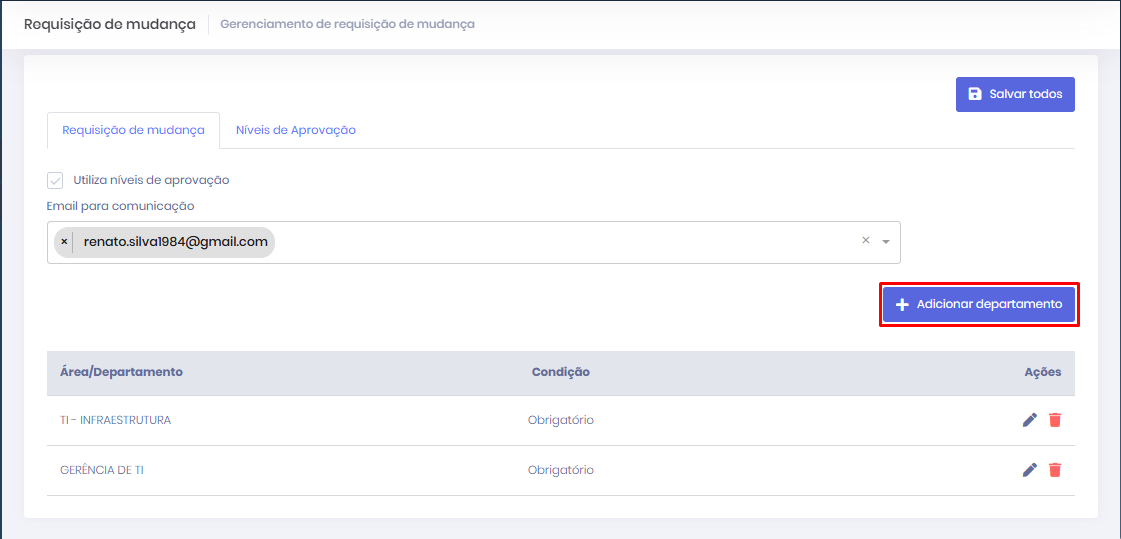 Requisição de mudança Gerenciamento de requisição de mudança
Salvar todos
Requisição de mudança Níveis de Aprovação
Utiliza níveis de aprovação
Email para comunicação
× renato.silva1984@gmail.com ×
Adicionar departamento
Área/Departamento Condição Ações
TI - INFRAESTRUTURA Obrigatório
GERÊNCIA DE TI Obrigatório